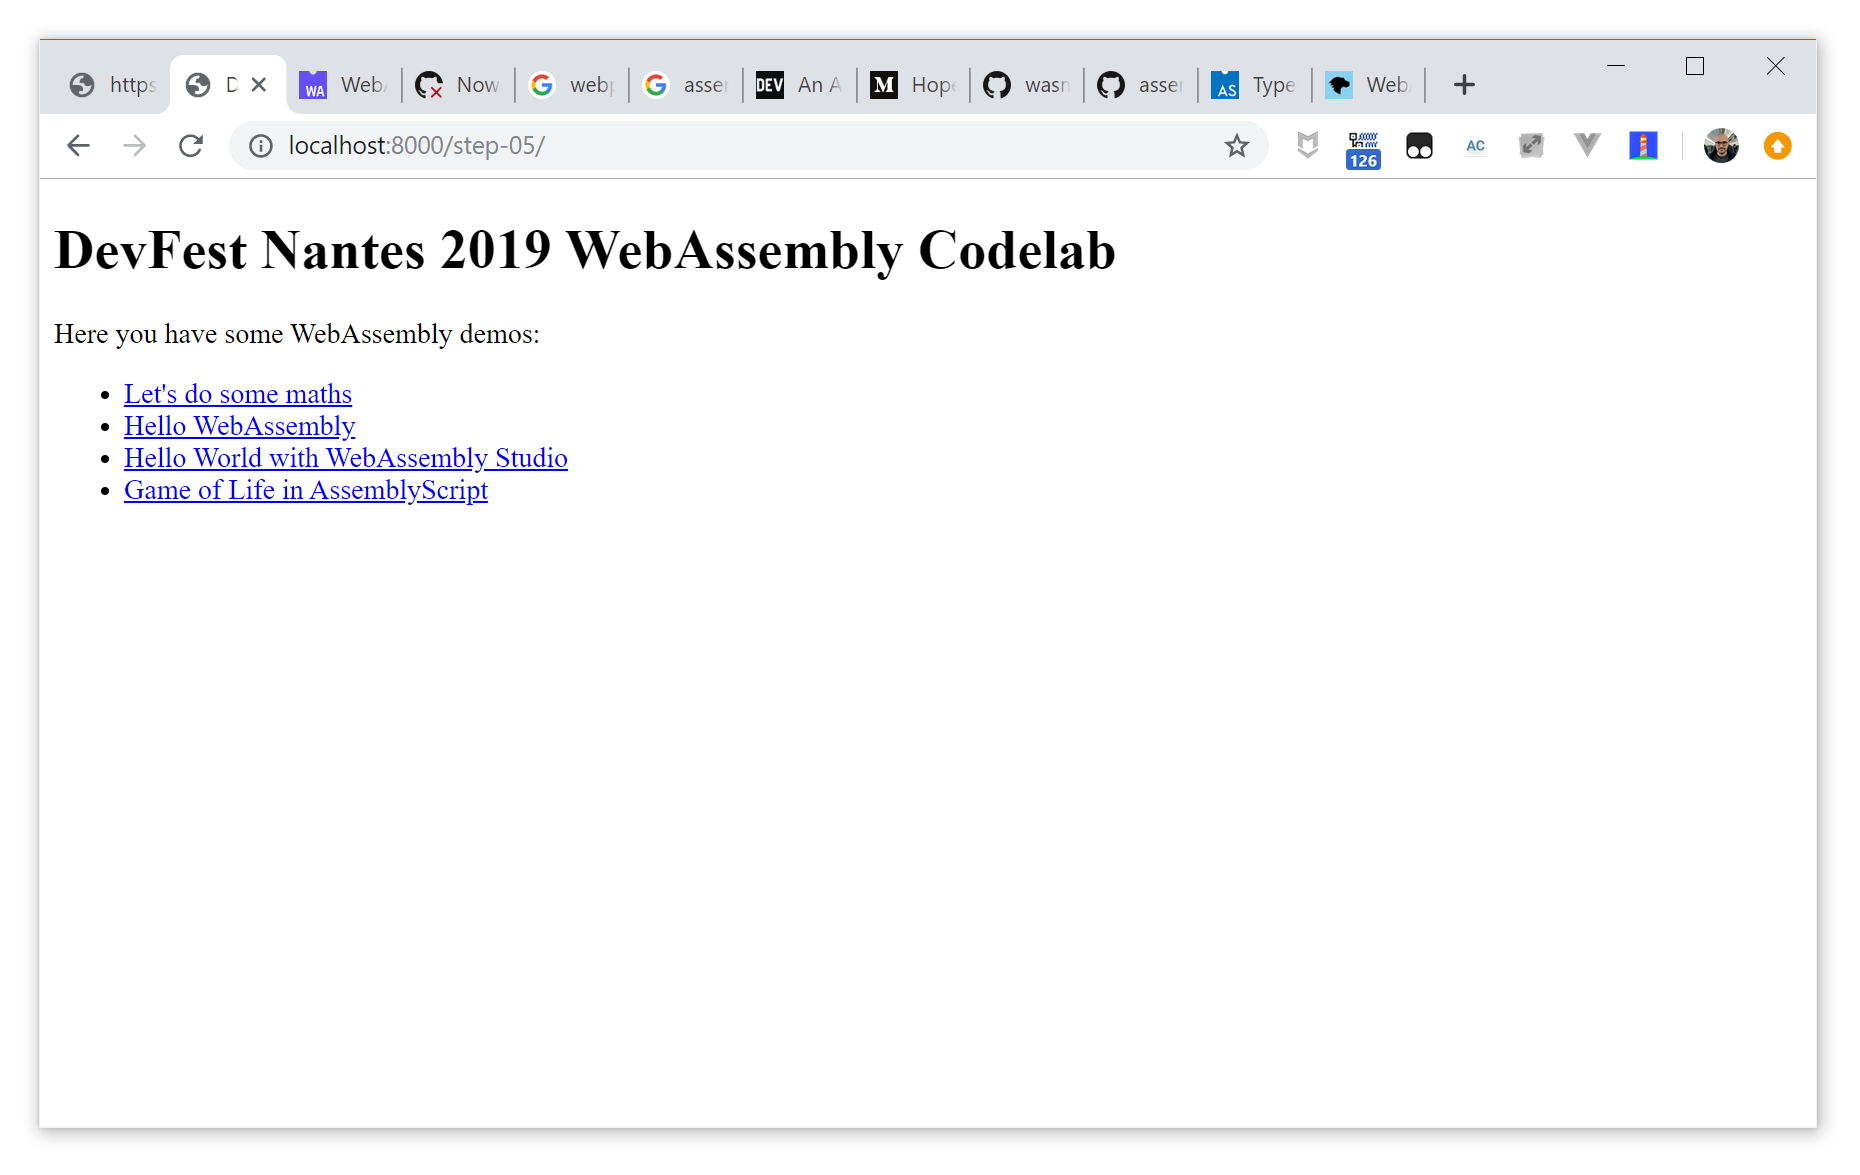 https
D
WA
Web
Now
web
asse
DEV
An A
M
Hop
was
asse
AS
Type
Web
localhost:8000/step-05/
126
AC
DevFest Nantes 2019 WebAssembly Codelab
Here you have some WebAssembly demos:
Let's do some maths
Hello WebAssembly
Hello World with WebAssembly Studio
Game of Life in AssemblyScript